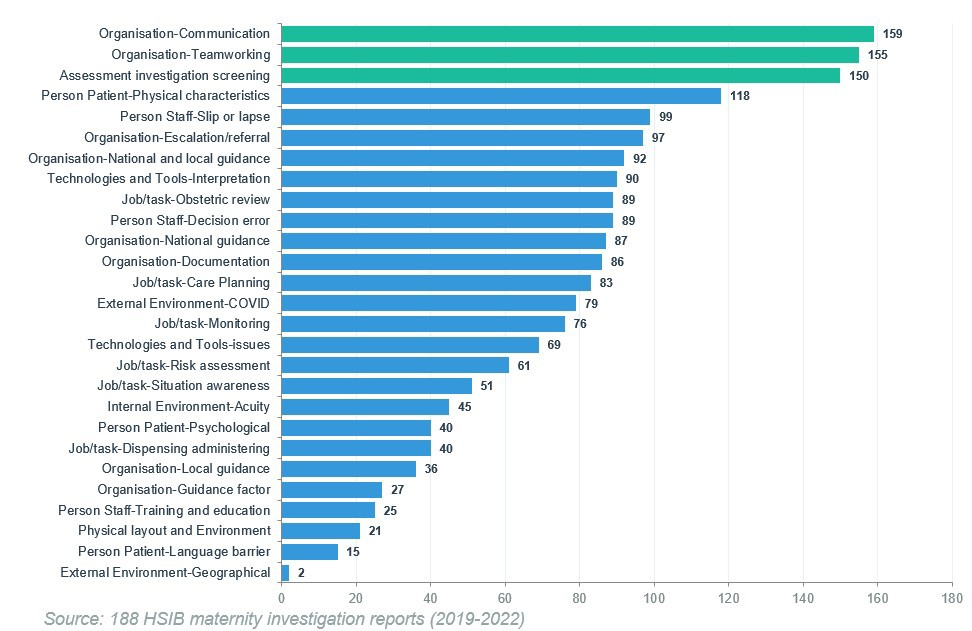 Organisation-Communication 159
Organisation-Teamworking 155
Assessment investigation screening 150
Person Patient-Physical characteristics 118
Person Staff-Slip or lapse 99
Organisation-Escalation/referral 97
Organisation-National and local guidance 92
Technologies and Tools-Interpretation 90
Job/task-Obstetric review 89
Person Staff-Decision error 89
Organisation-National guidance 87
Organisation-Documentation 86
Job/task-Care Planning 83
External Environment-COVID 79
Job/task-Monitoring 76
Technologies and Tools-issues 69
Job/task-Risk assessment 61
Job/task-Situation awareness 51
Internal Environment-Acuity 45
Person Patient-Psychological 40
Job/task-Dispensing administering 40
Organisation-Local guidance 36
Organisation-Guidance factor 27
Person Staff-Training and education 25
Physical layout and Environment 21
Person Patient-Language barrier 15
External Environment-Geographical 2
0 20 40 60 80 100 120 140 160 180
Source: 188 HSIB maternity investigation reports (2019-2022)